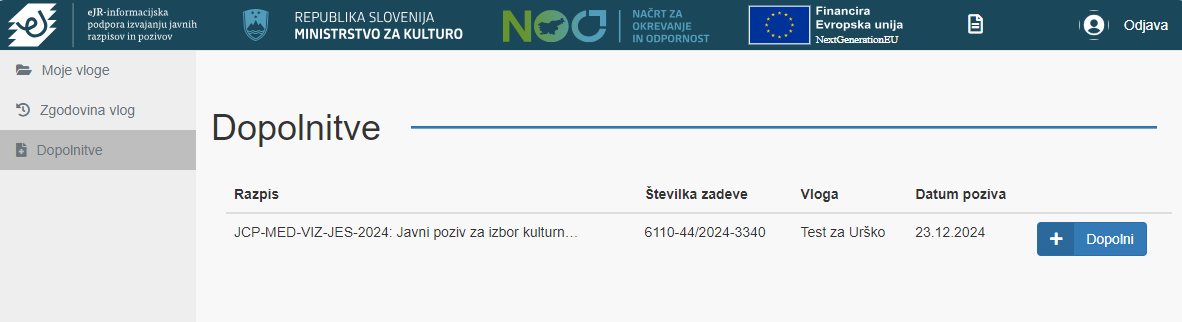 eJR-informacijska
podpora izvajanju javnih
razpisov in pozivov
REPUBLIKA SLOVENIJA
MINISTRSTVO ZA KULTURO
NOO
NAČRT ZA
OKREVANJE
IN ODPORNOST
Financira
Evropska unija
NextGenerationEU
Odjava
Moje vloge
Zgodovina vlog
Dopolnitve
Dopolnitve
Razpis Številka zadeve Vloga Datum poziva
JCP-MED-VIZ-JES-2024: Javni poziv za izbor kulturn… 6110-44/2024-3340 Test za Urško 23.12.2024 + Dopolni